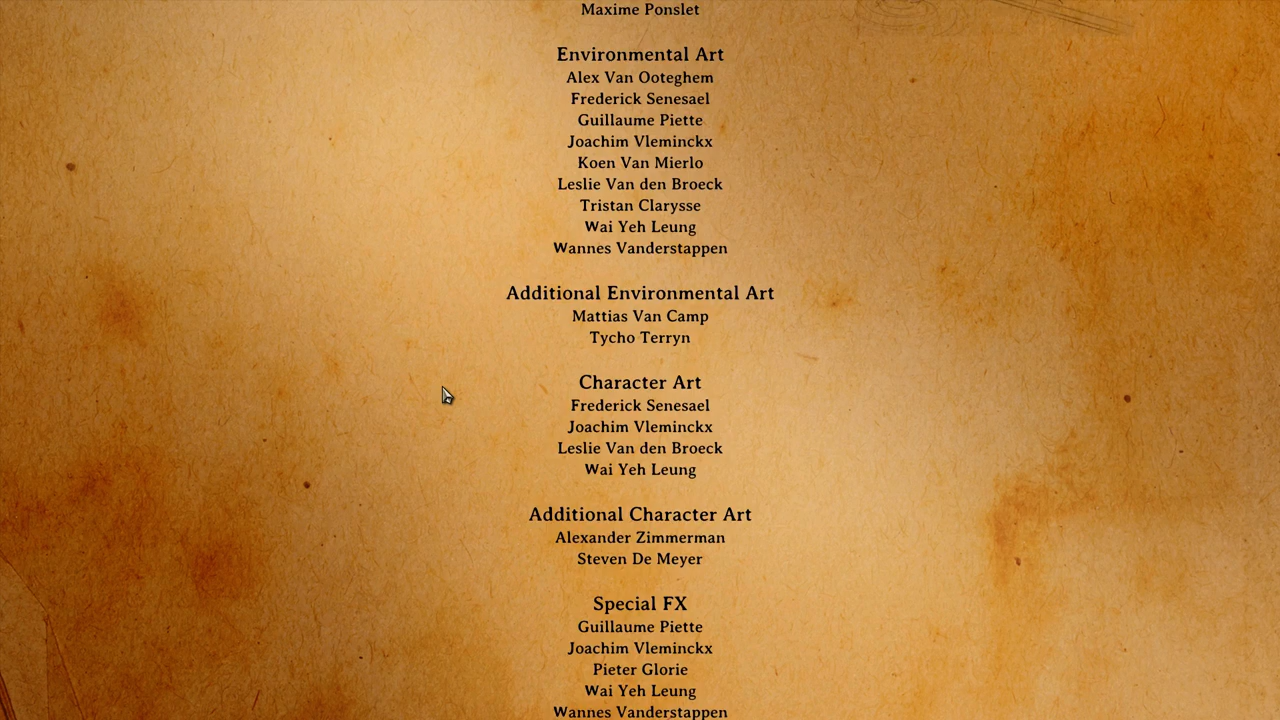 Maxime Ponslet
Environmental Art
Alex Van Ooteghem
Frederick Senesael
Guillaume Piette
Joachim Vleminckx
Koen Van Mierlo
Leslie Van den Broeck
Tristan Clarysse
Wai Yeh Leung
Wannes Vanderstappen
Additional Environmental Art
Mattias Van Camp
Tycho Terryn
Character Art
Frederick Senesael
Joachim Vleminckx
Leslie Van den Broeck
Wai Yeh Leung
Additional Character Art
Alexander Zimmerman
Steven De Meyer
Special FX
Guillaume Piette
Joachim Vleminckx
Pieter Glorie
Wai Yeh Leung
Wannes Vanderstappen